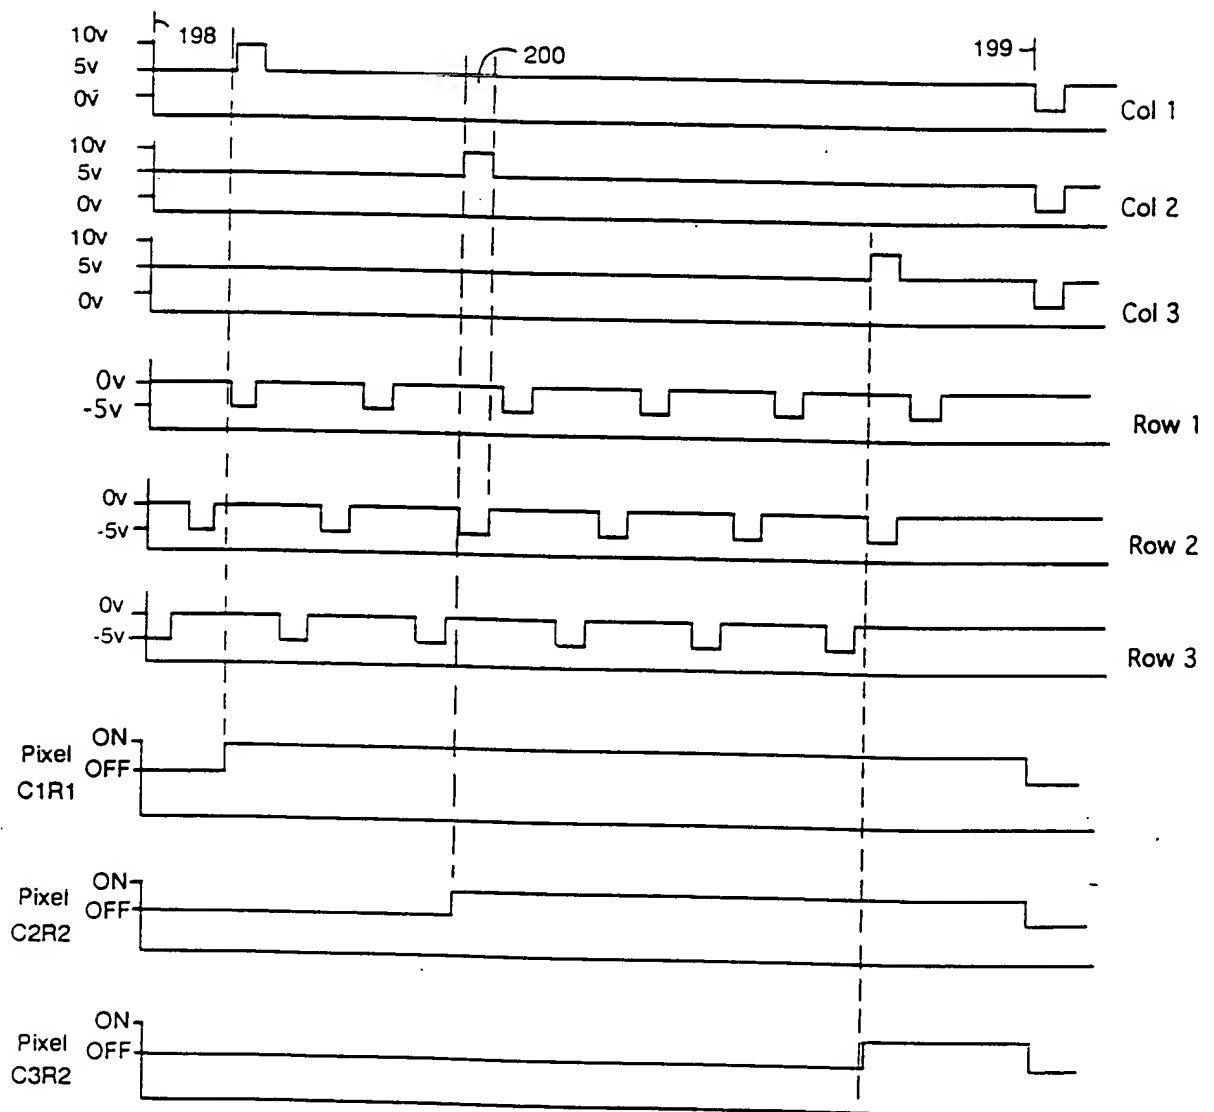 198
200
199
10v
5v
0v
Col 1
10v
5v
0v
Col 2
10v
5v
0v
Col 3
0v
-5v
Row 1
0v
-5v
Row 2
0v
-5v
Row 3
Pixel
C1R1
ON
OFF
Pixel
C2R2
ON
OFF
Pixel
C3R2
ON
OFF